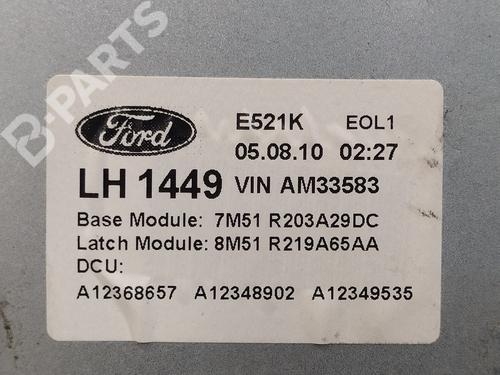 B-PARTS
Ford E521K EOL1
05.08.10 02:27
LH 1449 VIN AM33583
Base Module: 7M51 R203A29DC
Latch Module: 8M51 R219A65AA
DCU:
A12368657 A12348902 A12349535